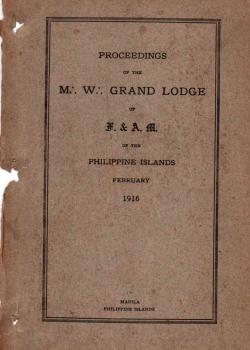 PROCEEDINGS
OF THE
M∴ W∴ GRAND LODGE
OF
F. & A. M.
OF THE
PHILIPPINE ISLANDS
FEBRUARY
1916
MANILA
PHILIPPINE ISLANDS